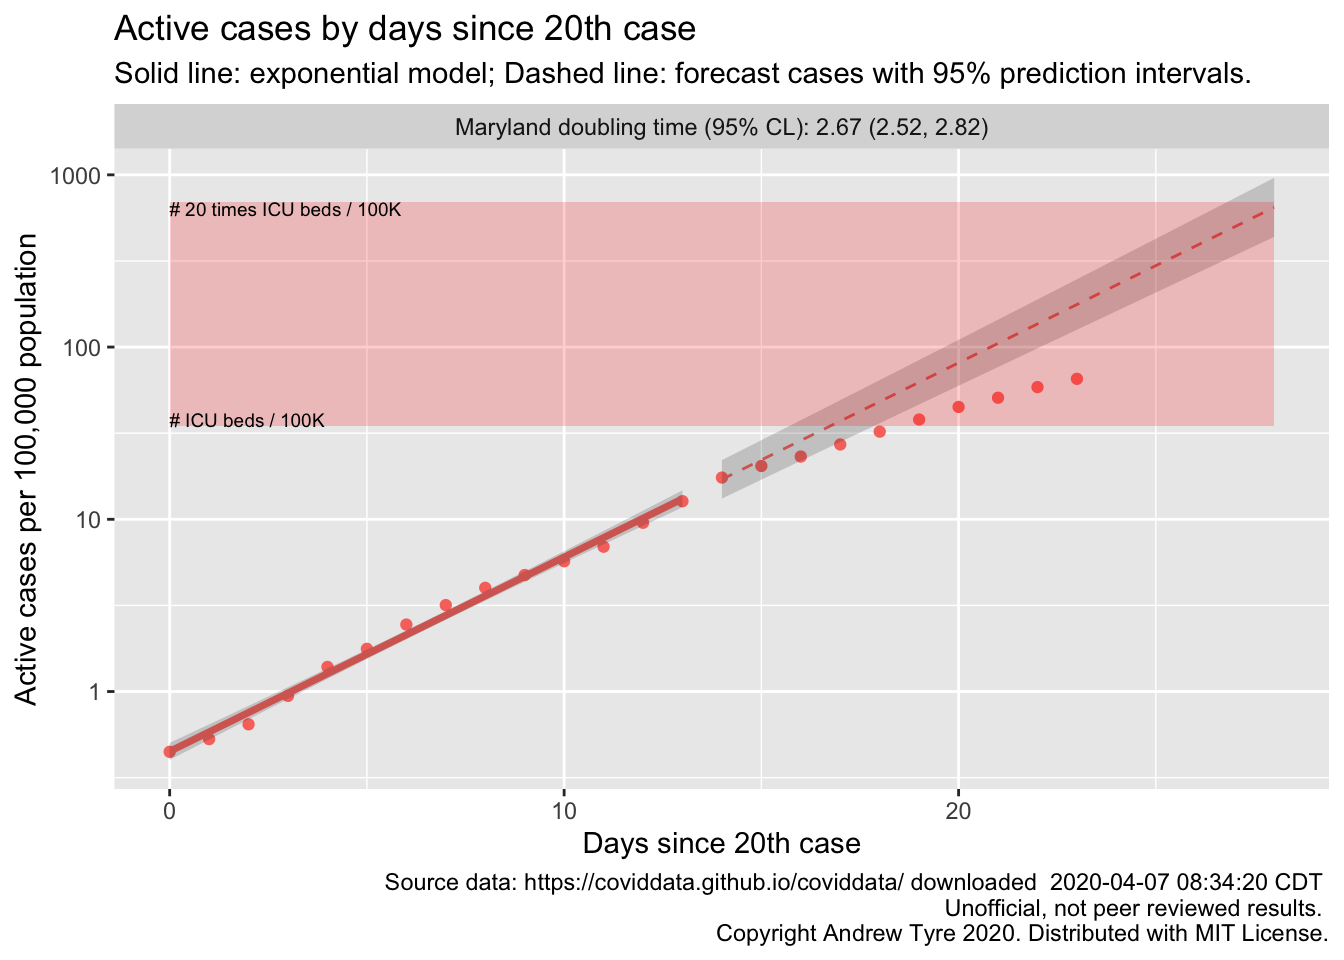 Active cases by days since 20th case
Solid line: exponential model; Dashed line: forecast cases with 95% prediction intervals.
Maryland doubling time (95% CL): 2.67 (2.52, 2.82)
Active cases per 100,000 population
1000
100
10
1
# 20 times ICU beds / 100K
# ICU beds / 100K
0
10
20
Days since 20th case
Source data: https://coviddata.github.io/coviddata/ downloaded  2020-04-07 08:34:20 CDT
Unofficial, not peer reviewed results.
Copyright Andrew Tyre 2020. Distributed with MIT License.